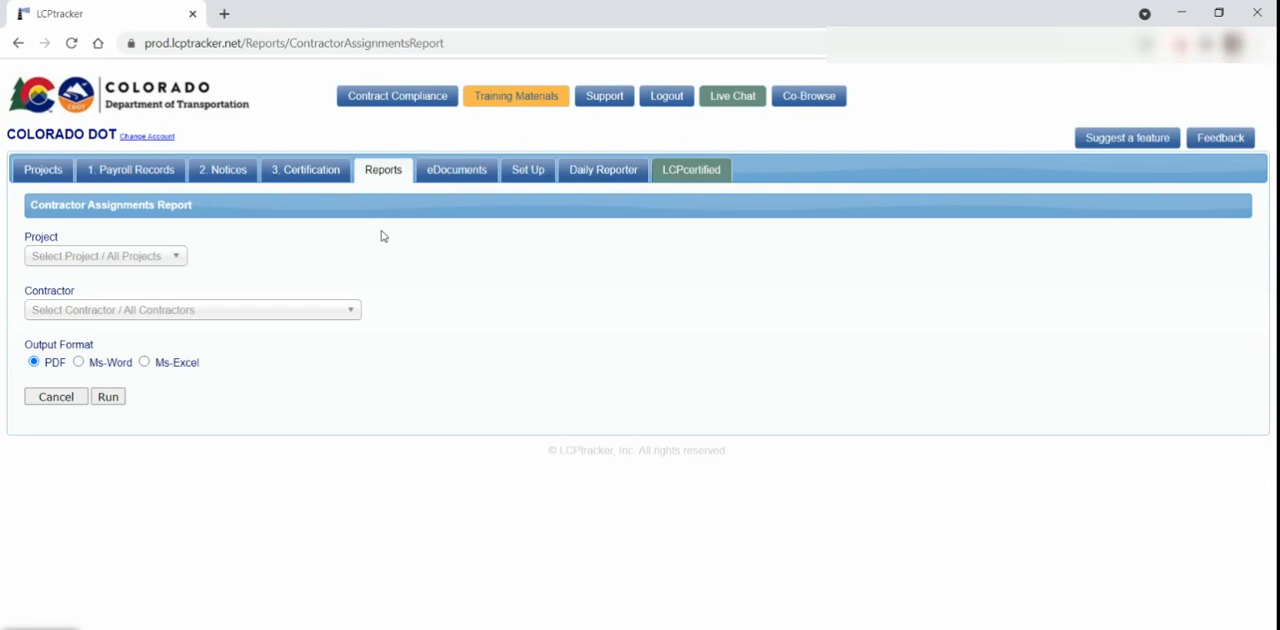 LCPtracker
prod.lcptracker.net/Reports/ContractorAssignmentsReport
CDOT
COLORADO
Department of Transportation
Contract Compliance Training Materials Support Logout Live Chat Co-Browse
COLORADO DOT Change Account
Suggest a feature Feedback
Projects 1. Payroll Records 2. Notices 3. Certification Reports eDocuments Set Up Daily Reporter LCPcertified
Contractor Assignments Report
Project
Select Project / All Projects
Contractor
Select Contractor / All Contractors
Output Format
PDF Ms-Word Ms-Excel
Cancel Run
© LCPtracker, Inc. All rights reserved.